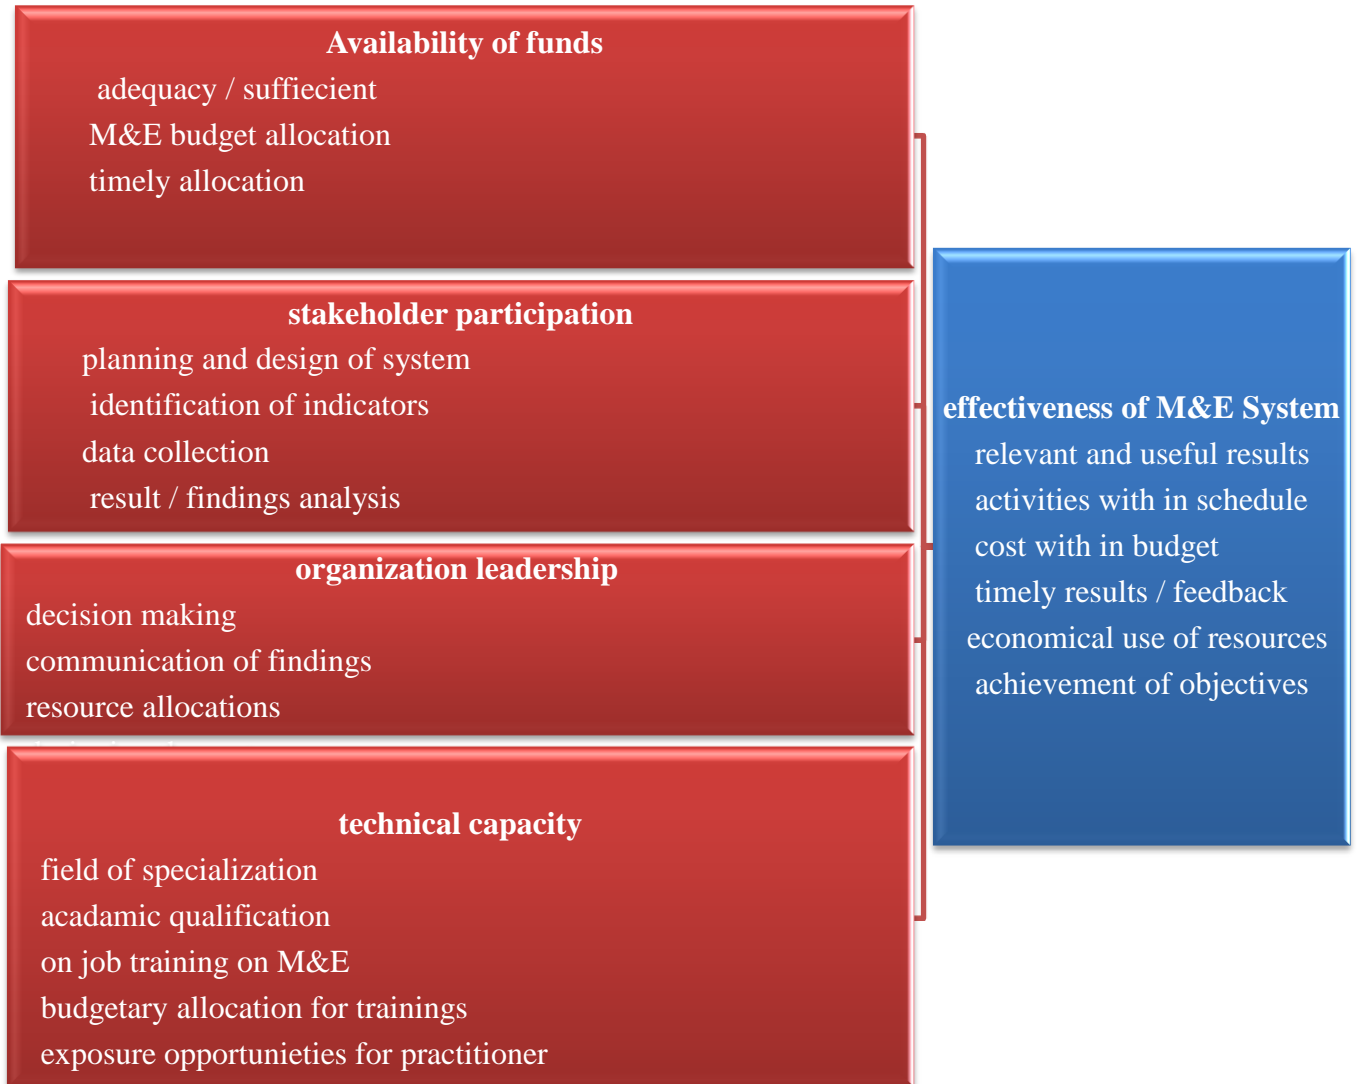 Availability of funds
adequacy / suffiecient
M&E budget allocation
timely allocation
stakeholder participation
planning and design of system
identification of indicators
data collection
result / findings analysis
organization leadership
decision making
communication of findings
resource allocations
technical capacity
field of specialization
acadamic qualification
on job training on M&E
budgetary allocation for trainings
exposure opportunieties for practitioner
effectiveness of M&E System
relevant and useful results
activities with in schedule
cost with in budget
timely results / feedback
economical use of resources
achievement of objectives